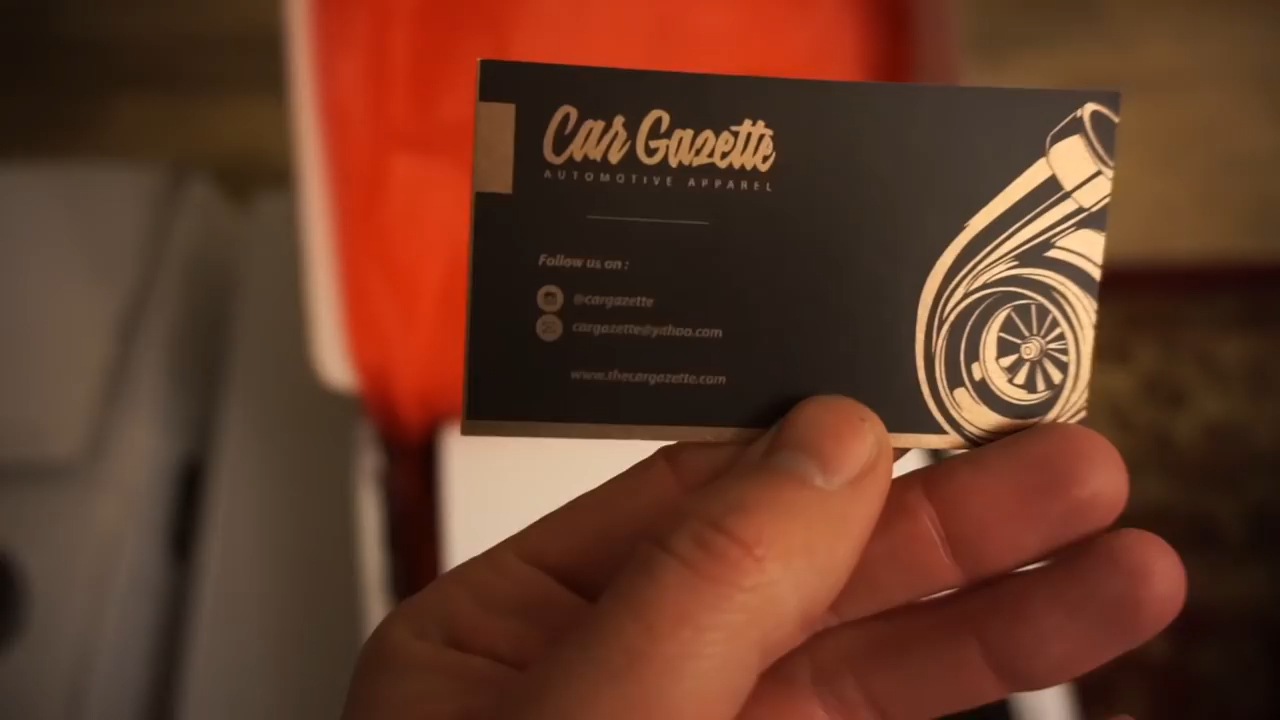 Car Gazette
AUTOMOTIVE APPAREL
Follow us on :
@cargazette
cargazette@yahoo.com
www.thecargazette.com